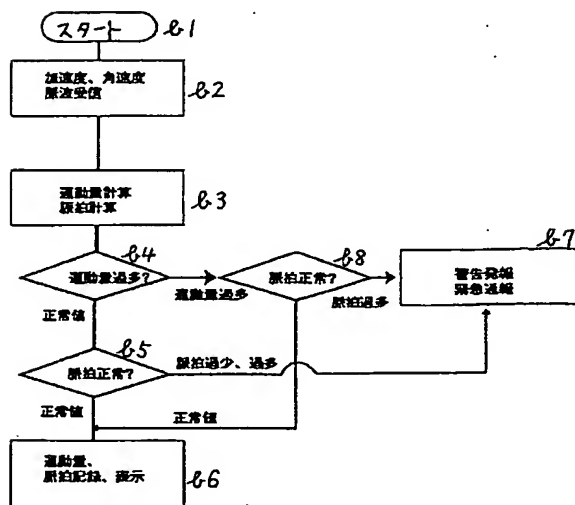 スタート b1
加速度、角速度
脈波受信
b2
運動量計算
脈拍計算
b3
b4
運動量過多?
運動量過多
b8
脈拍正常?
脈拍過多
b7
警告発報
緊急通報
正常値
b5
脈拍正常?
脈拍過少、過多
正常値
正常値
運動量、
脈拍記録、表示
b6